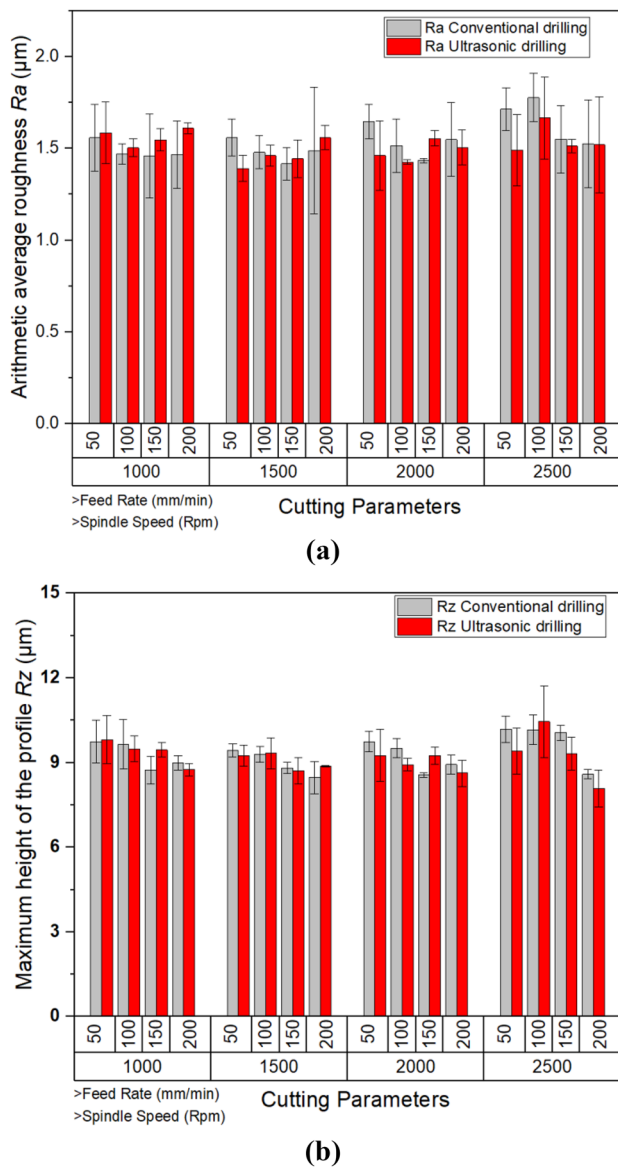 Ra Conventional drilling
Ra Ultrasonic drilling
Arithmetic average roughness Ra (μm)
2.0
1.5
1.0
0.5
0.0
50 100 150 200 50 100 150 200 50 100 150 200 50 100 150 200
1000 1500 2000 2500
>Feed Rate (mm/min)
>Spindle Speed (Rpm)
Cutting Parameters
(a)
Rz Conventional drilling
Rz Ultrasonic drilling
Maximum height of the profile Rz (μm)
15
12
9
6
3
0
50 100 150 200 50 100 150 200 50 100 150 200 50 100 150 200
1000 1500 2000 2500
>Feed Rate (mm/min)
>Spindle Speed (Rpm)
Cutting Parameters
(b)